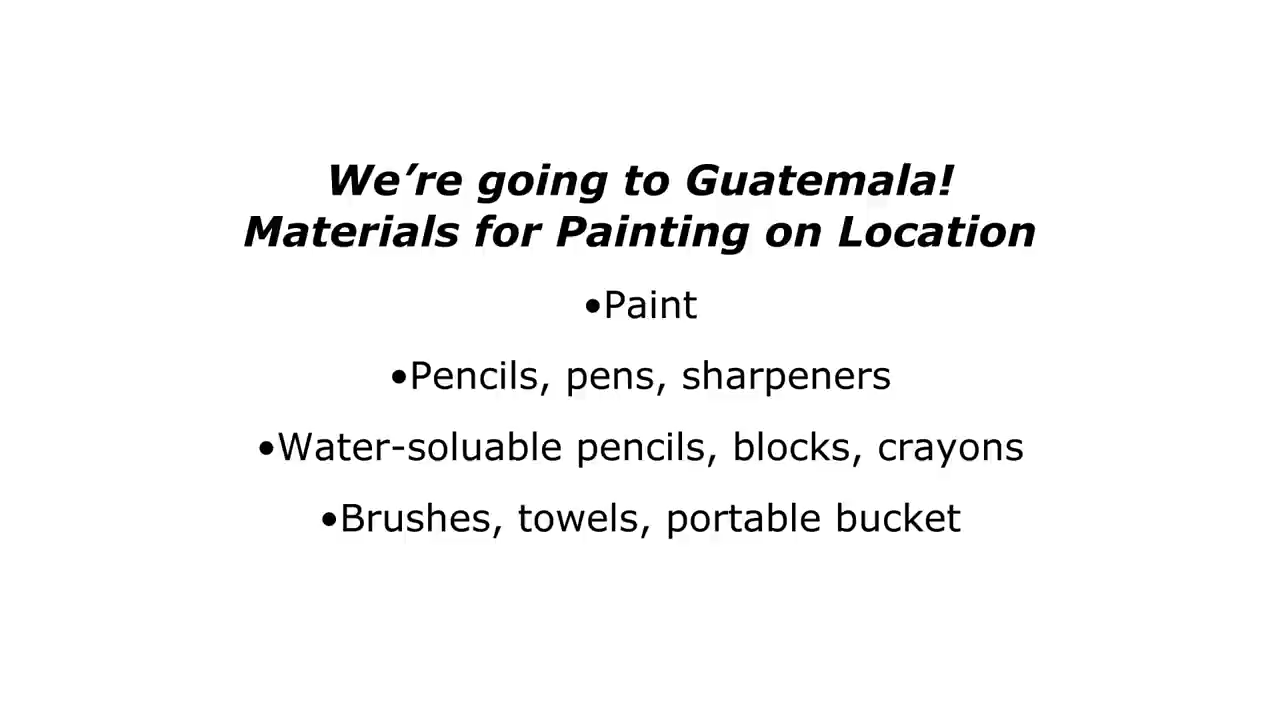 We’re going to Guatemala!
Materials for Painting on Location
•Paint
•Pencils, pens, sharpeners
•Water-soluable pencils, blocks, crayons
•Brushes, towels, portable bucket